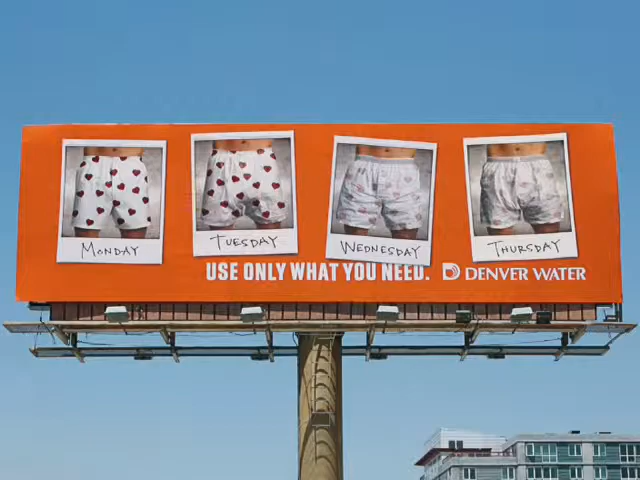 MONDAY
TUESDAY
WEDNESDAY
THURSDAY
USE ONLY WHAT YOU NEED. DENVER WATER